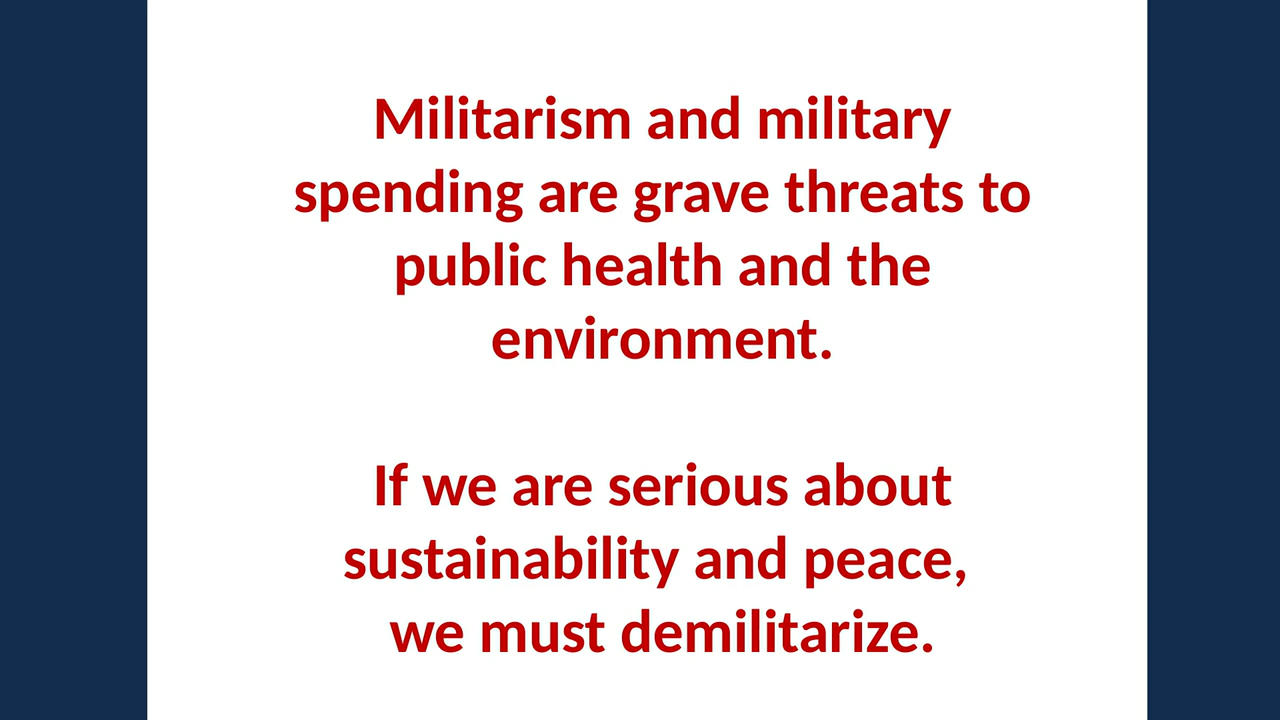 Militarism and military
spending are grave threats to
public health and the
environment.
If we are serious about
sustainability and peace,
we must demilitarize.